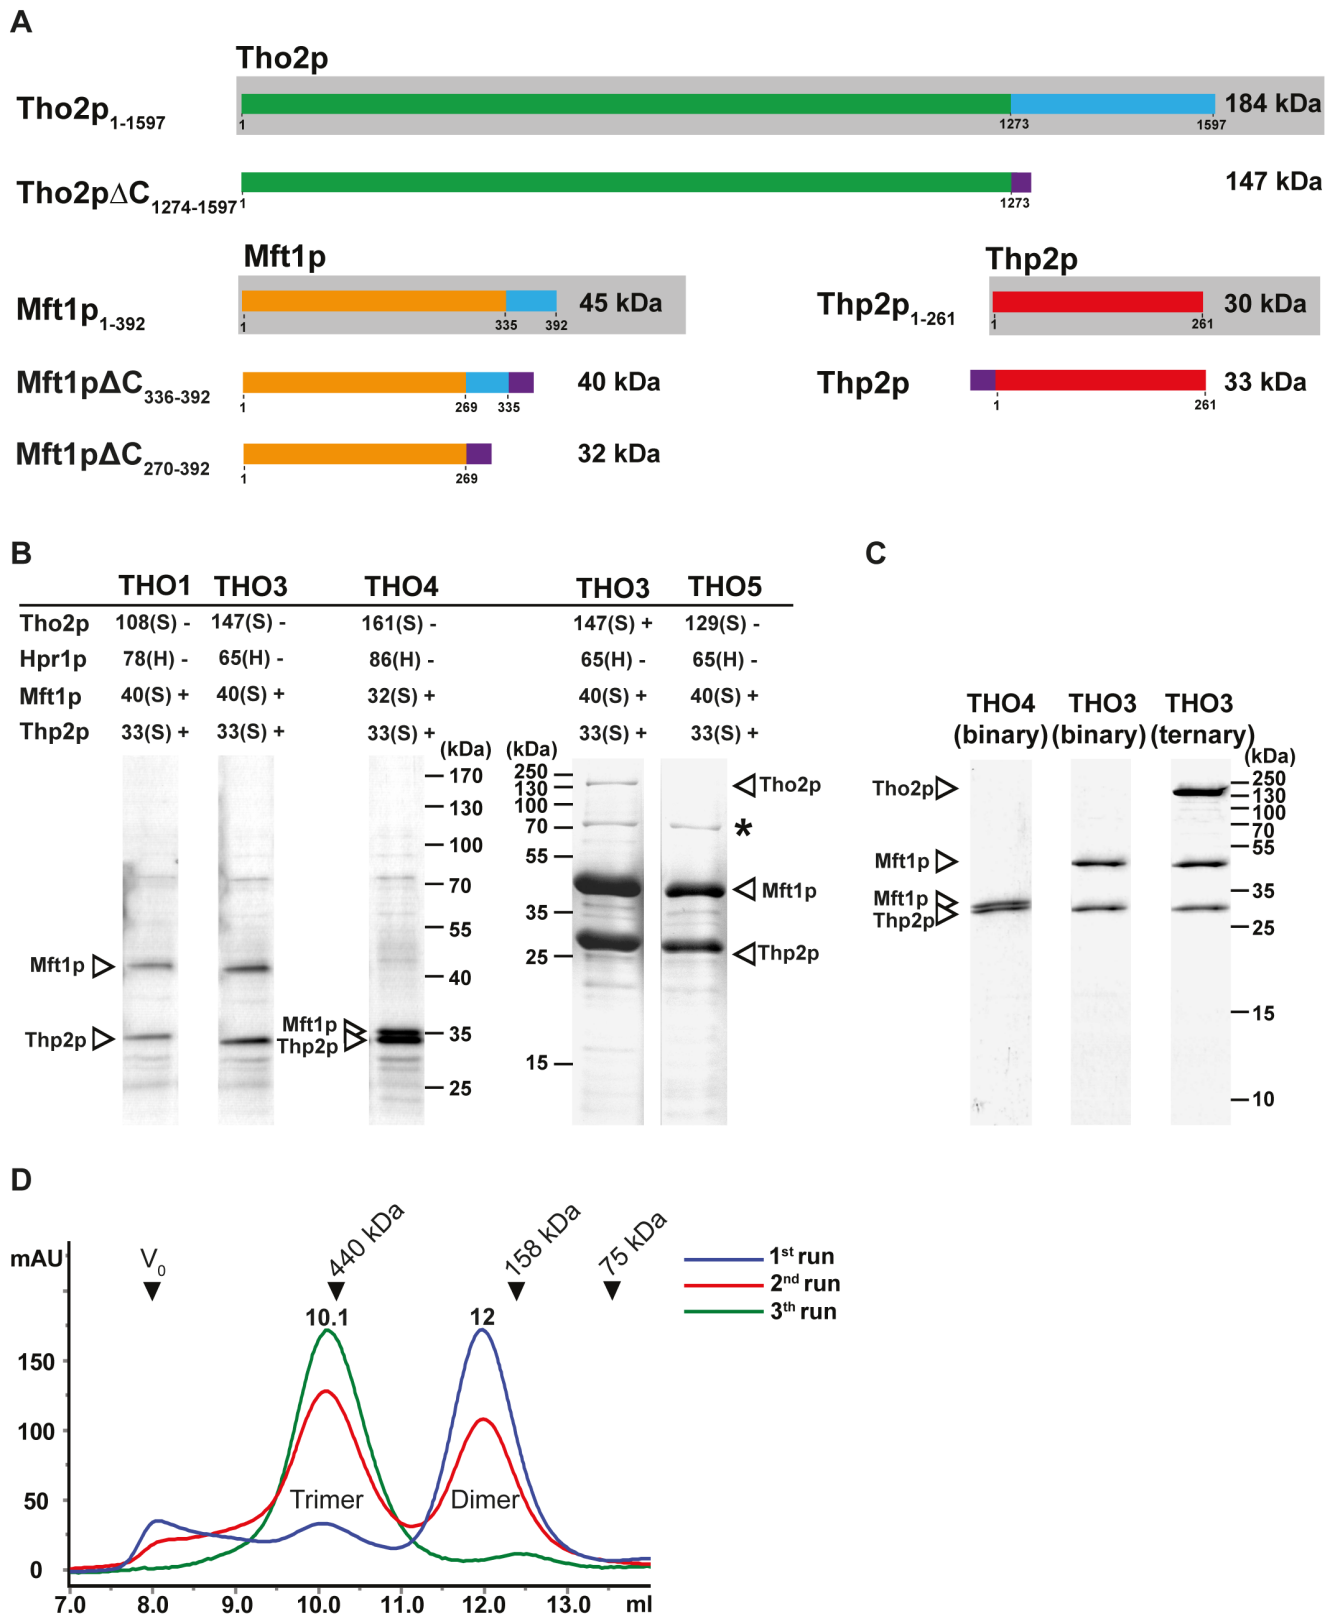 A
Tho2p
Tho2p1-1597
184 kDa
1 1273 1597
Tho2pΔC1274-1597
147 kDa
1 1273
Mft1p
Mft1p1-392
45 kDa
1 335 392
Mft1pΔC336-392
40 kDa
1 269 335
Mft1pΔC270-392
32 kDa
1 269
Thp2p
Thp2p1-261
30 kDa
1 261
Thp2p
33 kDa
1 261
B
THO1 THO3 THO4 THO3 THO5
Tho2p 108(S) - 147(S) - 161(S) - 147(S) + 129(S) -
Hpr1p 78(H) - 65(H) - 86(H) - 65(H) - 65(H) -
Mft1p 40(S) + 40(S) + 32(S) + 40(S) + 40(S) +
Thp2p 33(S) + 33(S) + 33(S) + 33(S) + 33(S) +
Mft1p
Thp2p
Mft1p
Thp2p
(kDa)
170
130
100
70
55
40
35
25
(kDa)
250
130
100
70
55
35
25
15
Tho2p
*
Mft1p
Thp2p
C
THO4 THO3 THO3
(binary) (binary) (ternary)
Tho2p
Mft1p
Mft1p
Thp2p
(kDa)
250
130
100
70
55
35
25
15
10
D
mAU
150
100
50
0
V0
440 kDa
158 kDa
75 kDa
10.1
12
Trimer
Dimer
1st run
2nd run
3th run
7.0 8.0 9.0 10.0 11.0 12.0 13.0 ml